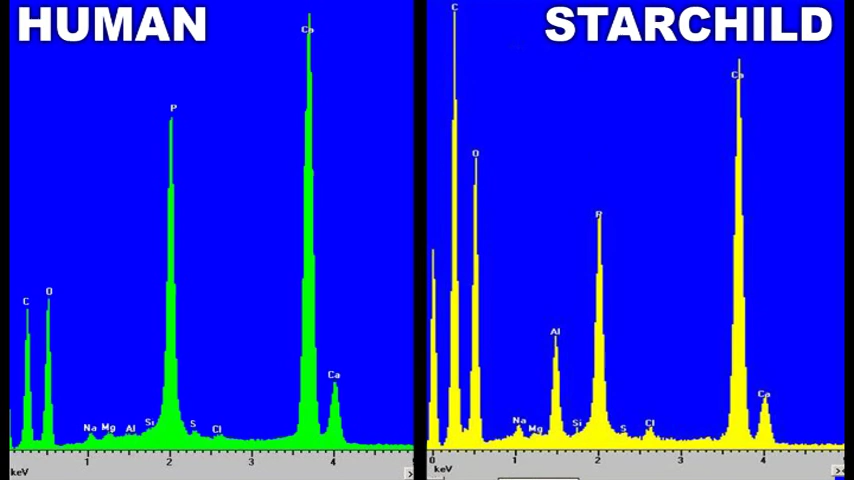 HUMAN
STARCHILD
Ca
P
C
O
Ca
Na Mg Al Si S Cl
1 2 3 4
keV
C
Ca
O
P
Al
Ca
Na Mg Si S Cl
0 1 2 3 4
keV